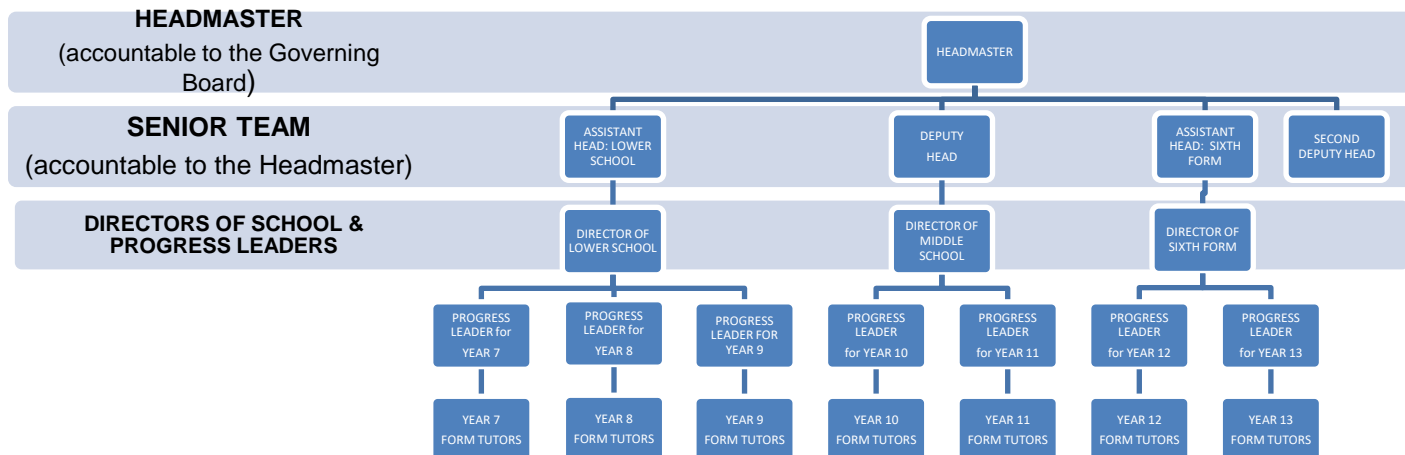 HEADMASTER
(accountable to the Governing
Board)
HEADMASTER
SENIOR TEAM
(accountable to the Headmaster)
ASSISTANT
HEAD: LOWER
SCHOOL
DEPUTY
HEAD
ASSISTANT
HEAD: SIXTH
FORM
SECOND
DEPUTY HEAD
DIRECTORS OF SCHOOL &
PROGRESS LEADERS
DIRECTOR OF
LOWER SCHOOL
DIRECTOR OF
MIDDLE
SCHOOL
DIRECTOR OF
SIXTH FORM
PROGRESS
LEADER for
YEAR 7
PROGRESS
LEADER for
YEAR 8
PROGRESS
LEADER FOR
YEAR 9
PROGRESS
LEADER
for YEAR 10
PROGRESS
LEADER
for YEAR 11
PROGRESS
LEADER
for YEAR 12
PROGRESS
LEADER
for YEAR 13
YEAR 7
FORM TUTORS
YEAR 8
FORM TUTORS
YEAR 9
FORM TUTORS
YEAR 10
FORM TUTORS
YEAR 11
FORM TUTORS
YEAR 12
FORM TUTORS
YEAR 13
FORM TUTORS